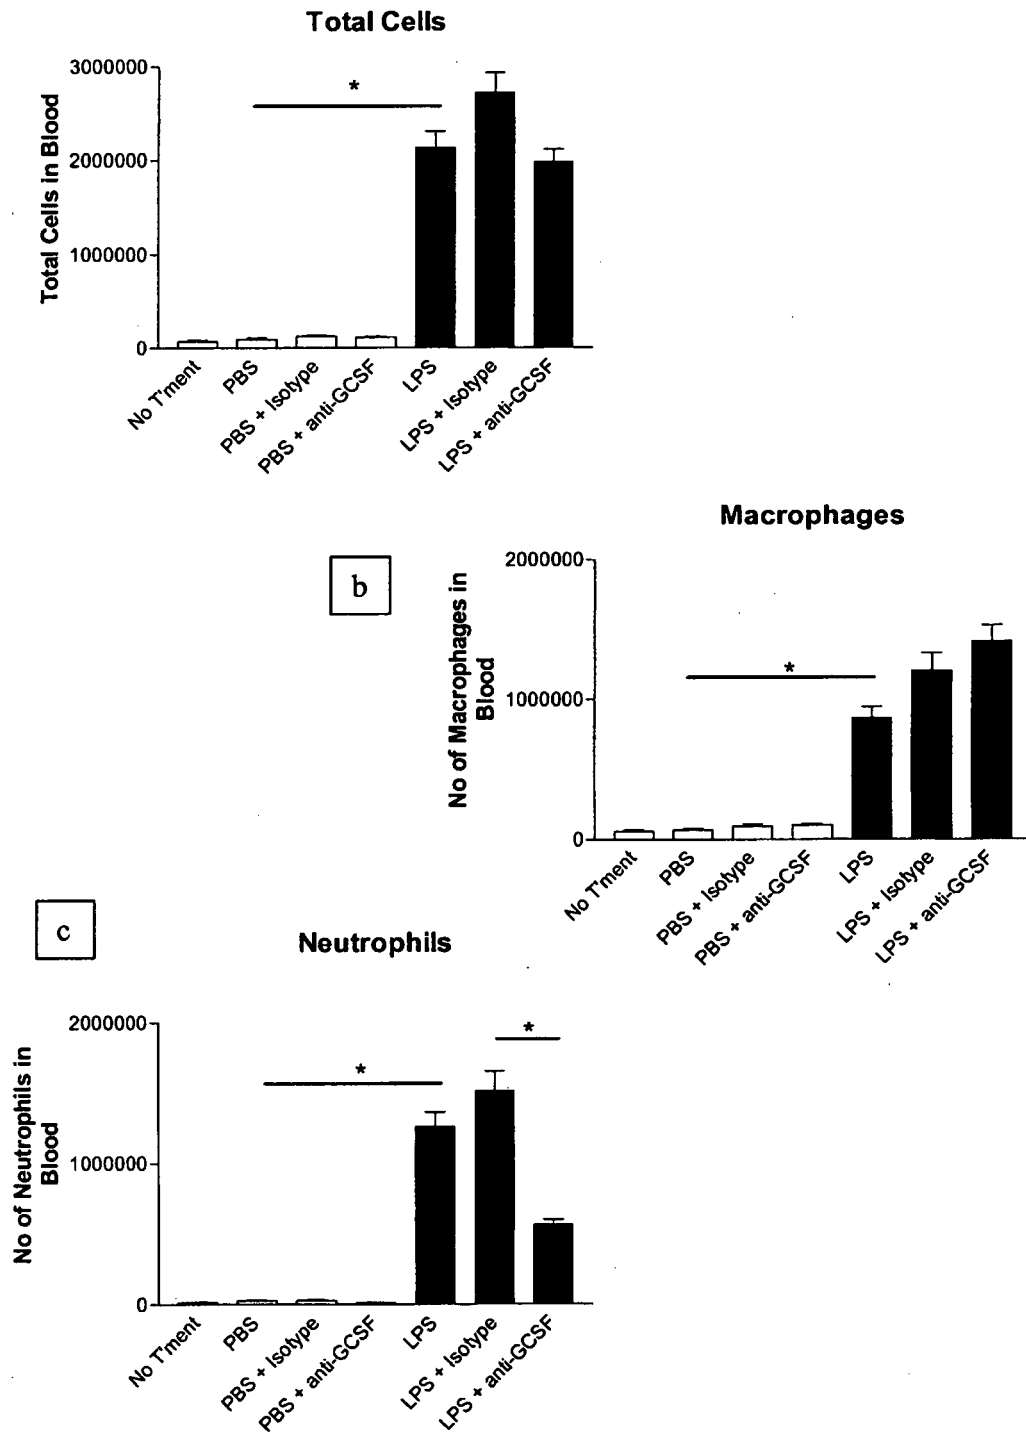 Total Cells
Total Cells in Blood
3000000
2000000
1000000
0
*
No T'ment
PBS
PBS + Isotype
PBS + anti-GCSF
LPS
LPS + Isotype
LPS + anti-GCSF
b
Macrophages
No of Macrophages in
Blood
2000000
1000000
0
*
No T'ment
PBS
PBS + Isotype
PBS + anti-GCSF
LPS
LPS + Isotype
LPS + anti-GCSF
c
Neutrophils
No of Neutrophils in
Blood
2000000
1000000
0
*
*
No T'ment
PBS
PBS + Isotype
PBS + anti-GCSF
LPS
LPS + Isotype
LPS + anti-GCSF